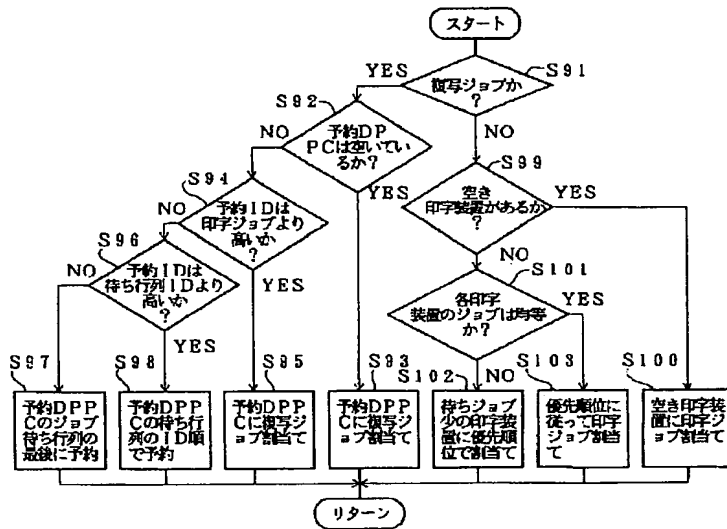 スタート
S91
YES
複写ジョブか
?
S92
NO
予約DP
PCは空いてい
るか?
NO
S99
S94
YES
空き
印字装置があるか
?
YES
NO
予約IDは
印字ジョブより
高いか
?
S96
NO
S101
NO
予約IDは
待ち行列IDより
高いか
?
YES
各印字
装置のジョブは均等
か?
YES
S97
S98
YES
S95
S93
S102
NO
S103
S100
予約DPP
Cのジョブ
待ち行列の
最後に予約
予約DPP
Cの待ち行
列のID順
で予約
予約DPP
Cに複写ジ
ョブ割当て
予約DPP
Cに複写ジ
ョブ割当て
待ちジョブ
少の印字装
置に優先順
位で割当て
優先順位に
従って印字
ジョブ割当
て
空き印字装
置に印字ジ
ョブ割当て
リターン